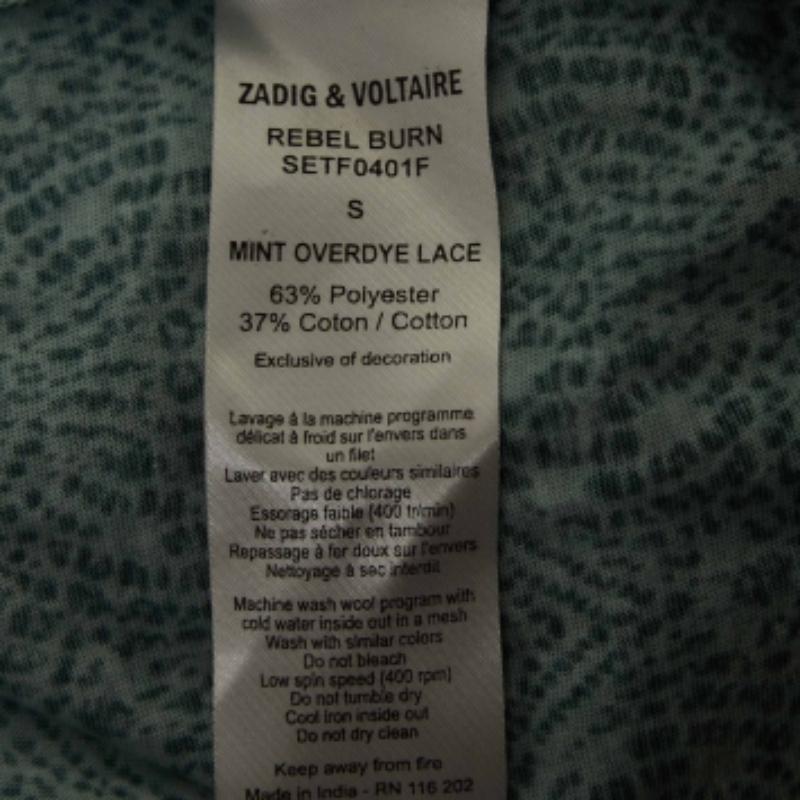 ZADIG & VOLTAIRE
REBEL BURN
SETF0401F
S
MINT OVERDYE LACE
63% Polyester
37% Coton / Cotton
Exclusive of decoration
Lavage à la machine programme
délicat à froid sur l'envers dans
un filet
Laver avec des couleurs similaires
Pas de chlorage
Essorage faible (400 tr/min)
Ne pas sécher en tambour
Repassage à fer doux sur l'envers
Nettoyage à sec interdit
Machine wash wool program with
cold water inside out in a mesh
Wash with similar colors
Do not bleach
Low spin speed (400 rpm)
Do not tumble dry
Cool iron inside out
Do not dry clean
Keep away from fire
Made in India - RN 116 202